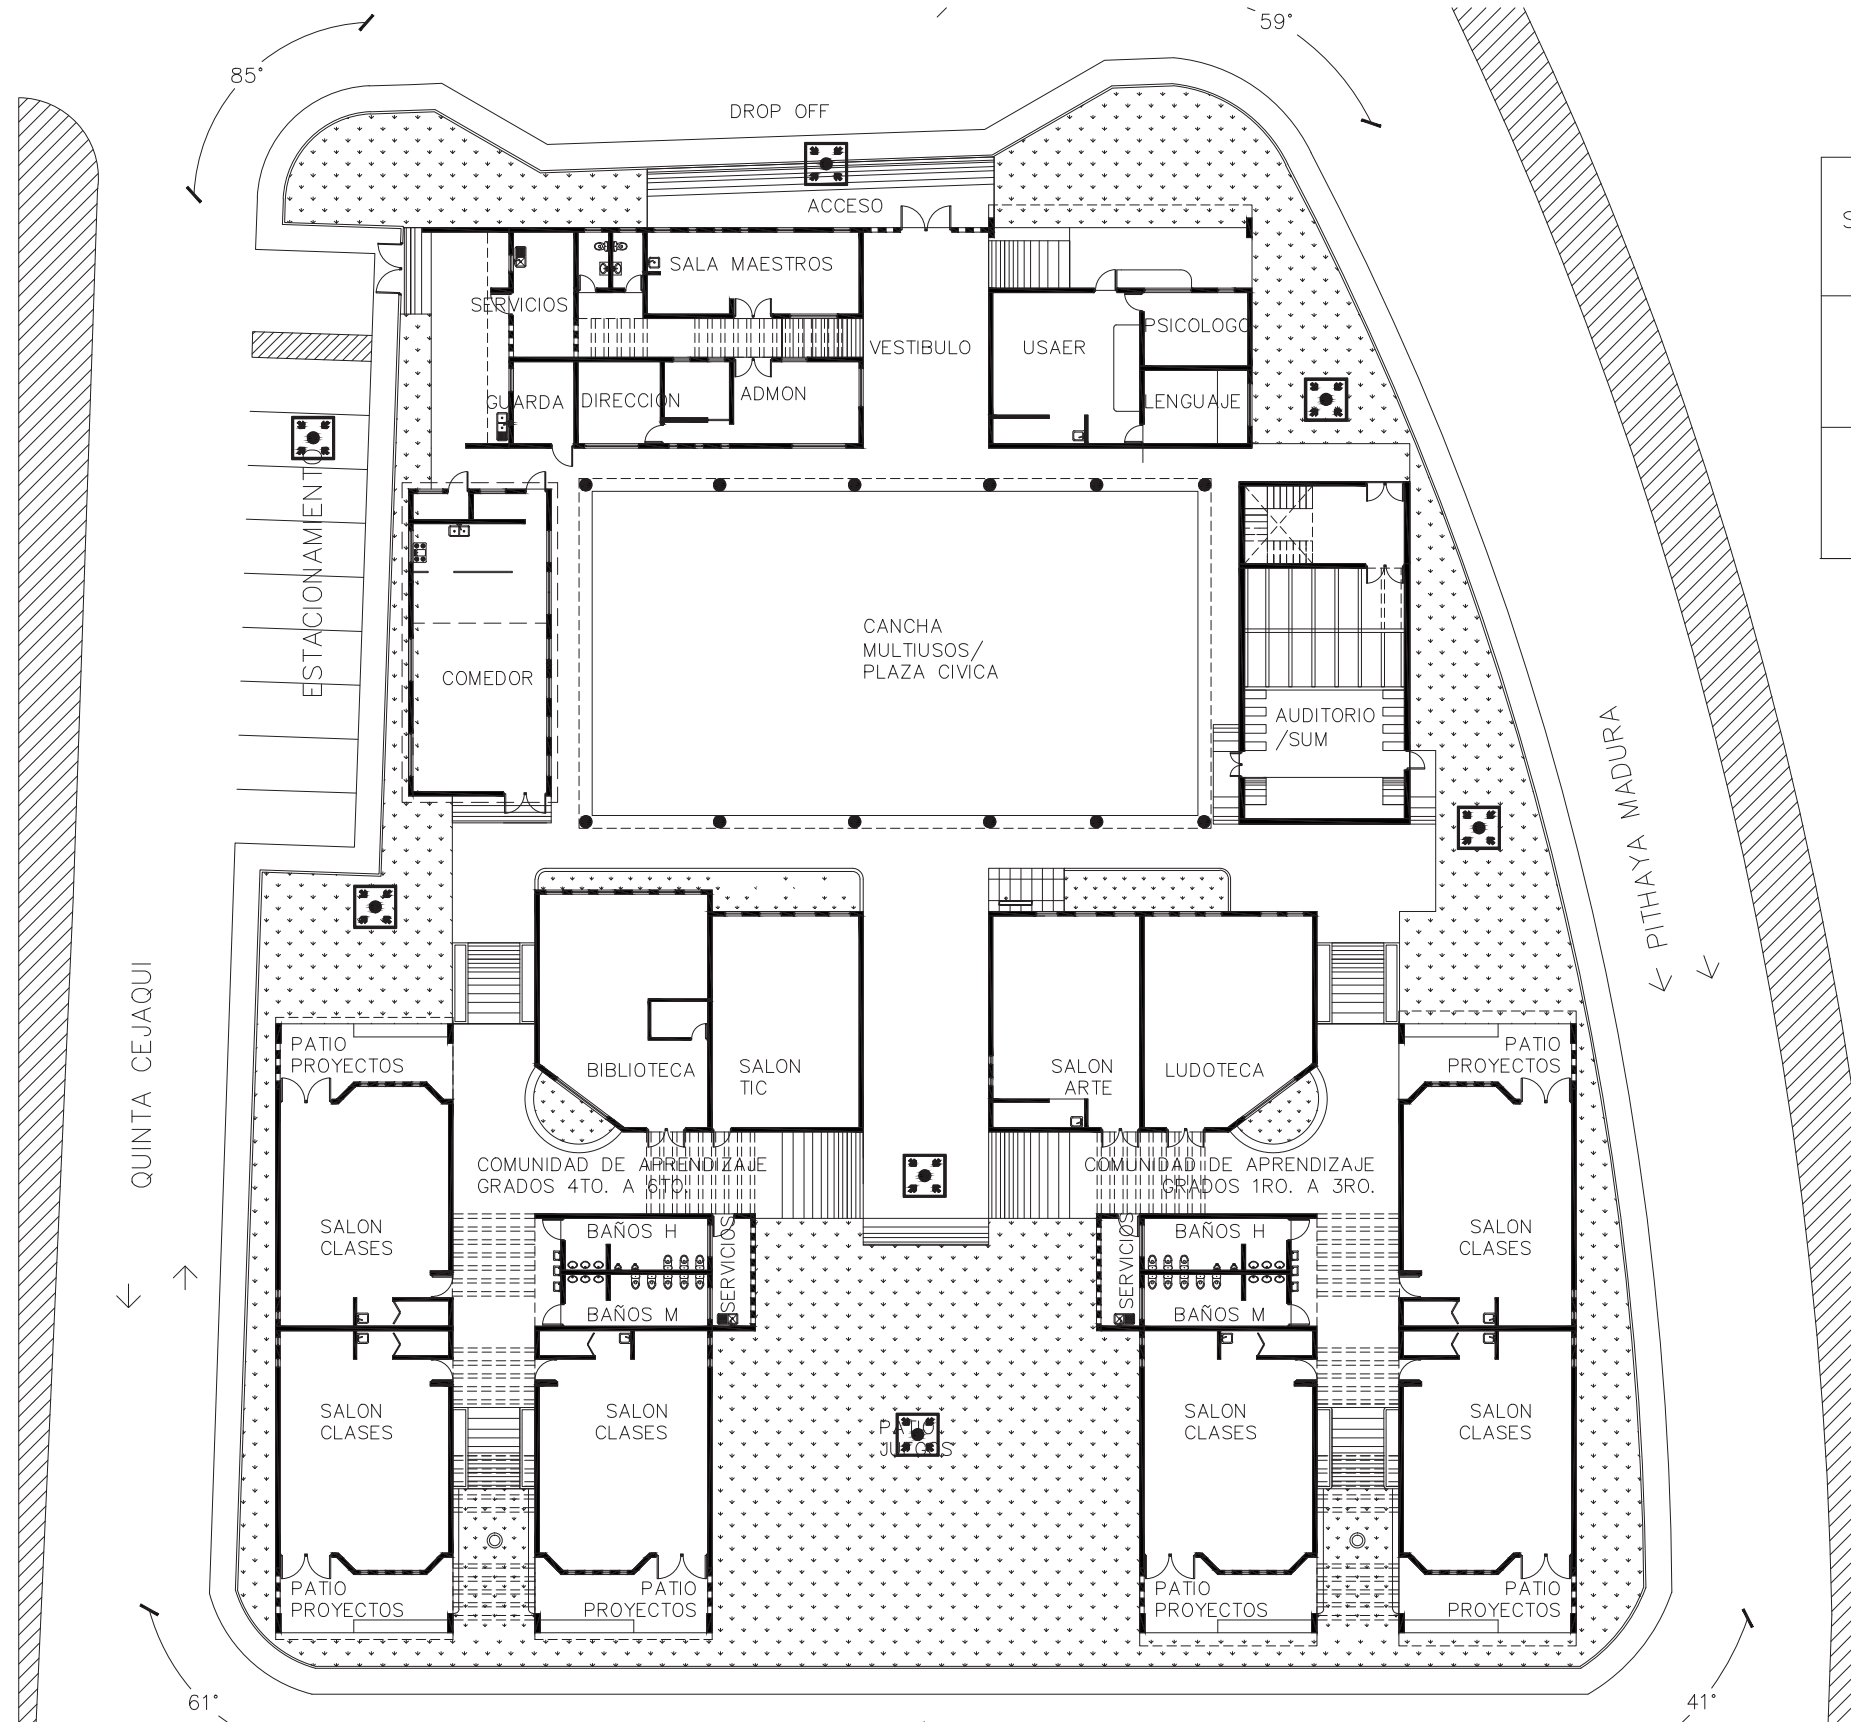 59°
85°
DROP OFF
ACCESO
S
SALA MAESTROS
SERVICIOS
PSICOLOGO
VESTIBULO
USAER
ADMON
GUARDA
DIRECCION
LENGUAJE
ESTACIONAMIENTO
CANCHA
MULTIUSOS/
PLAZA CIVICA
COMEDOR
AUDITORIO
/SUM
PITHAYA MADURA
QUINTA CEJAQUI
PATIO
PROYECTOS
BIBLIOTECA
SALON
TIC
SALON
ARTE
LUDOTECA
PATIO
PROYECTOS
COMUNIDAD DE APRENDIZAJE
GRADOS 4TO. A 6TO.
COMUNIDAD DE APRENDIZAJE
GRADOS 1RO. A 3RO.
SALON
CLASES
BAÑOS H
SERVICIOS
BAÑOS M
SERVICIOS
BAÑOS H
BAÑOS M
SALON
CLASES
SALON
CLASES
SALON
CLASES
PATIO
JUEGOS
SALON
CLASES
SALON
CLASES
PATIO
PROYECTOS
PATIO
PROYECTOS
PATIO
PROYECTOS
PATIO
PROYECTOS
61°
41°